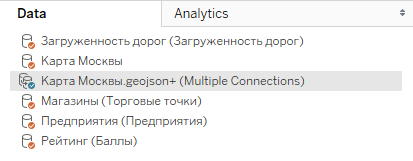 Data Analytics
Загруженность дорог (Загруженность дорог)
Карта Москвы
Карта Москвы.geojson+ (Multiple Connections)
Магазины (Торговые точки)
Предприятия (Предприятия)
Рейтинг (Баллы)